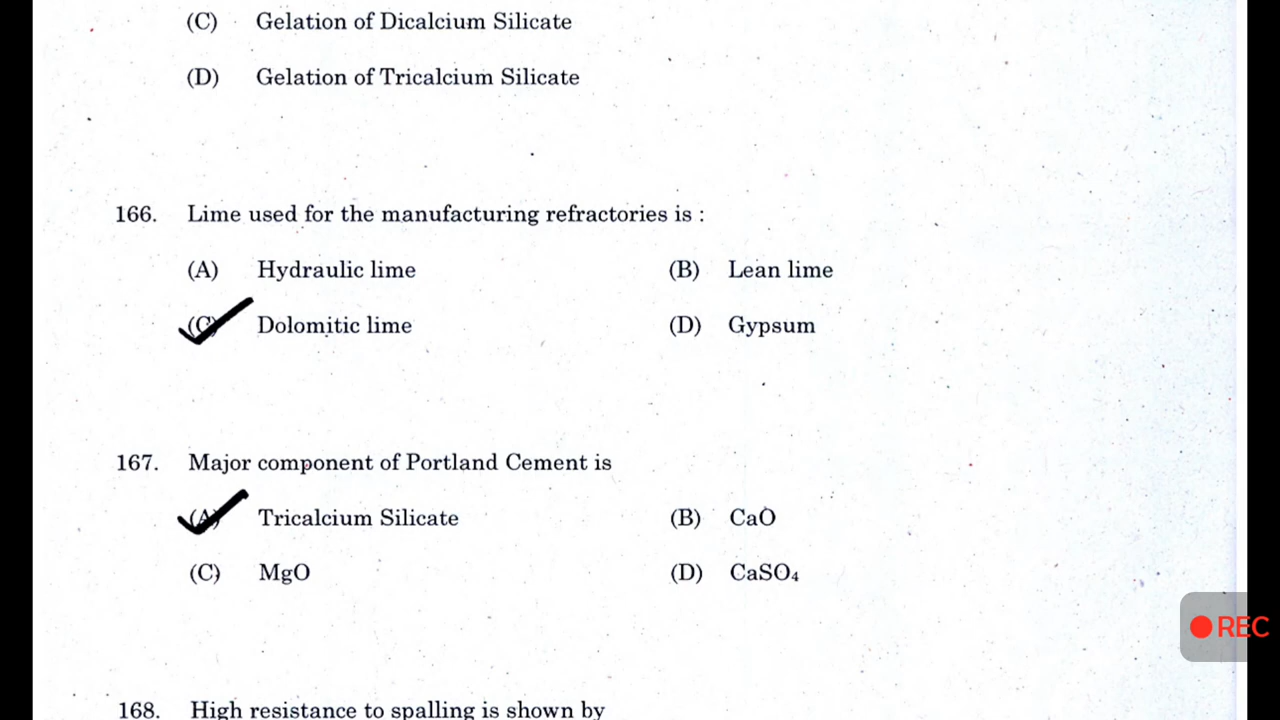 (C) Gelation of Dicalcium Silicate
(D) Gelation of Tricalcium Silicate
166. Lime used for the manufacturing refractories is :
(A) Hydraulic lime (B) Lean lime
(C) Dolomitic lime (D) Gypsum
167. Major component of Portland Cement is
(A) Tricalcium Silicate (B) CaO
(C) MgO (D) CaSO₄
REC
168. High resistance to spalling is shown by